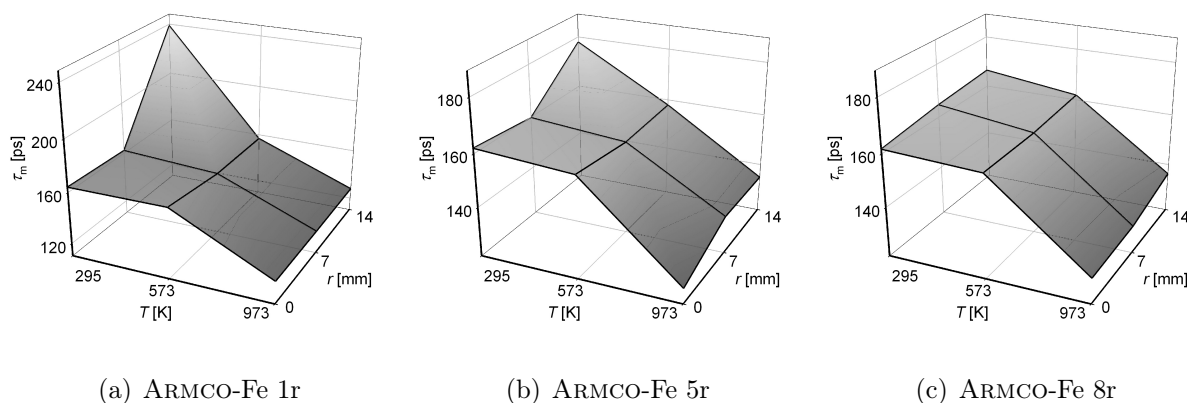 240
200
160
120
τm [ps]
295
573
973
T [K]
0
7
14
r [mm]
(a) ARMCO-Fe 1r
180
160
140
τm [ps]
295
573
973
T [K]
0
7
14
r [mm]
(b) ARMCO-Fe 5r
180
160
140
τm [ps]
295
573
973
T [K]
0
7
14
r [mm]
(c) ARMCO-Fe 8r